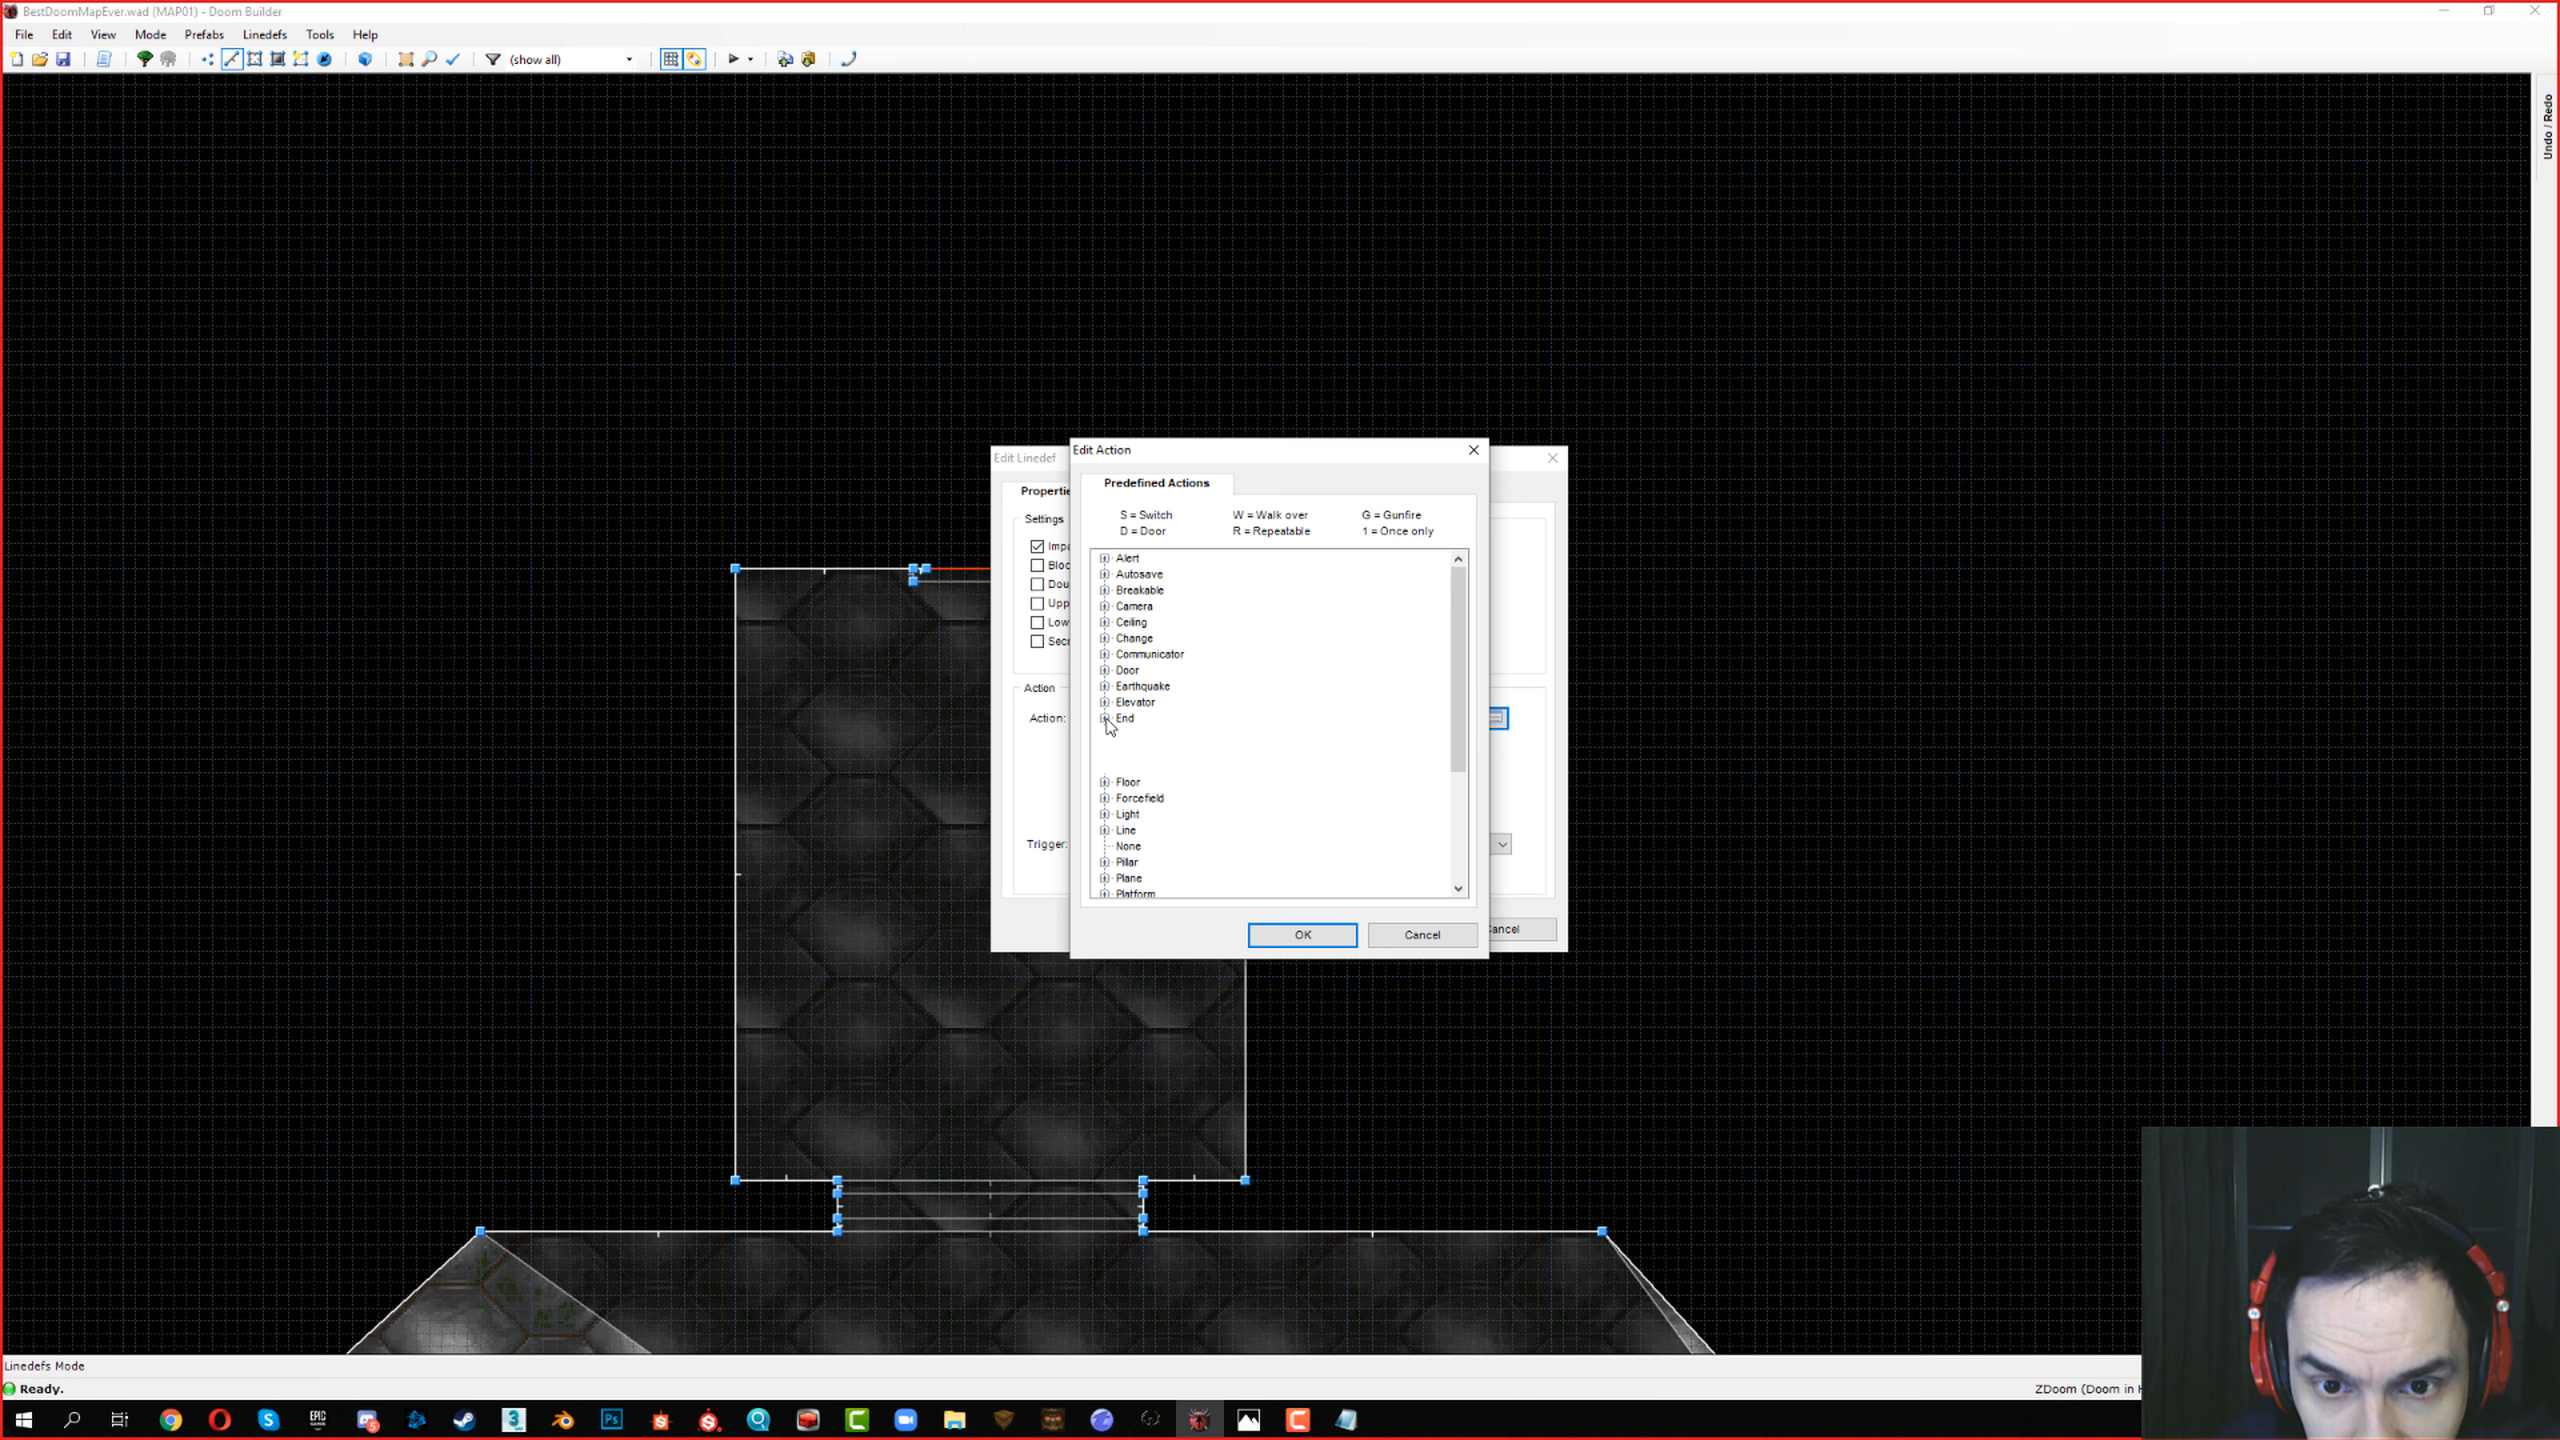 BestDoomMapEver.wad (MAP01) - Doom Builder
File Edit View Mode Prefabs Linedefs Tools Help
(show all)
Undo / Redo
Edit Linedef
Edit Action
Properti
Predefined Actions
S = Switch W = Walk over G = Gunfire
D = Door R = Repeatable 1 = Once only
Settings
Imp
Bloc
Dou
Upp
Low
Secr
Action
Action:
Trigger:
Alert
Autosave
Breakable
Camera
Ceiling
Change
Communicator
Door
Earthquake
Elevator
End
Floor
Forcefield
Light
Line
None
Pillar
Plane
Platform
OK Cancel
ancel
Linedefs Mode
Ready.
ZDoom (Doom in H
EPIC GAMES
Ps